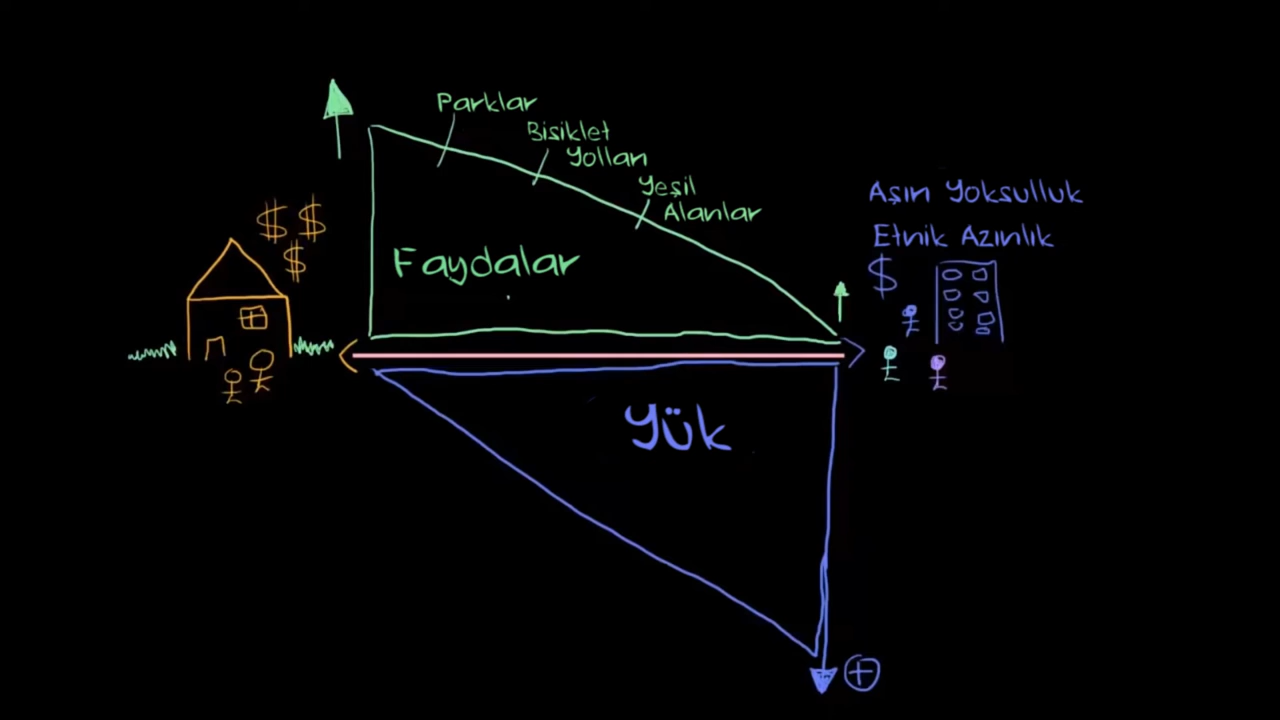 Parklar
Bisiklet
Yolları
Yeşil
Alanlar
Aşırı Yoksulluk
Etnik Azınlık
$ $
$
$
Faydalar
Yük
+